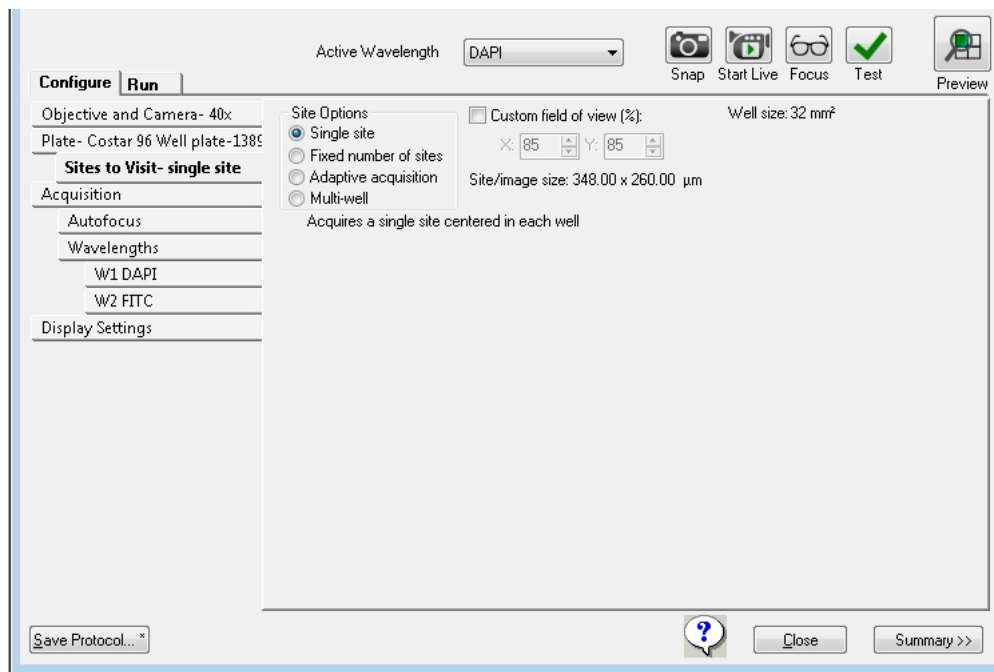 Active Wavelength DAPI
Snap Start Live Focus Test Preview
Configure Run
Objective and Camera- 40x
Plate- Costar 96 Well plate-1389
Sites to Visit- single site
Acquisition
Autofocus
Wavelengths
W1 DAPI
W2 FITC
Display Settings
Site Options
Single site
Fixed number of sites
Adaptive acquisition
Multi-well
Acquires a single site centered in each well
Custom field of view (%):
X: 85 Y: 85
Site/image size: 348.00 x 260.00 µm
Well size: 32 mm²
Save Protocol... *
?
Close
Summary >>